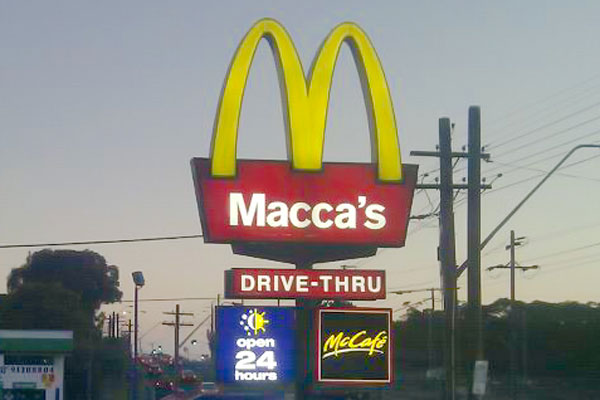 Macca's
DRIVE-THRU
open
24
hours
McCafé